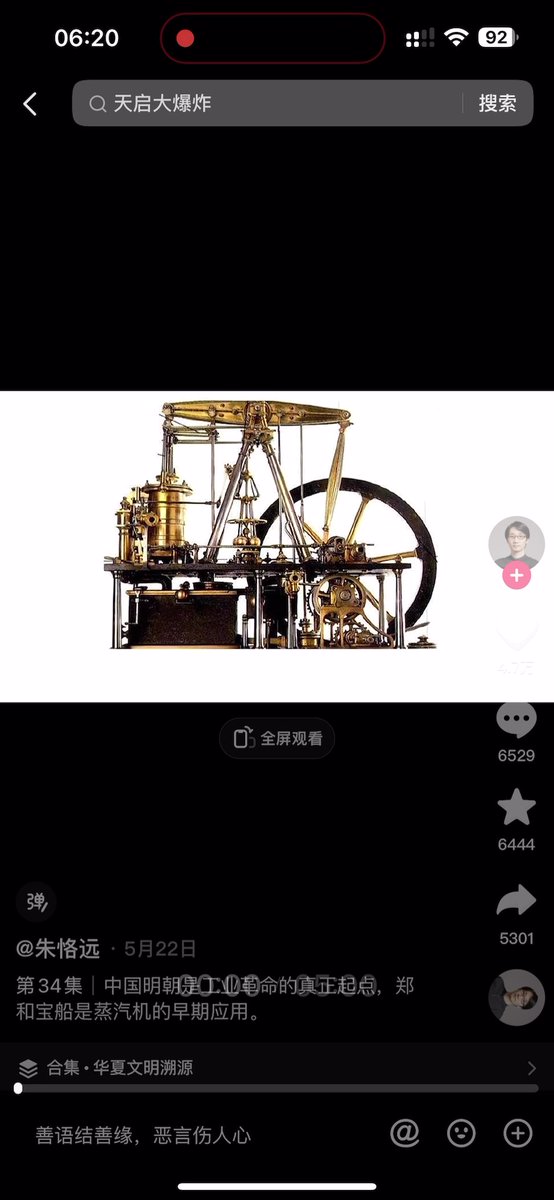 06:20
92
天启大爆炸
搜索
全屏观看
6529
6444
5301
弹
@朱恪远 · 5月22日
第34集｜中国明朝是工业革命的真正起点，郑
和宝船是蒸汽机的早期应用。
合集·华夏文明溯源
善语结善缘，恶言伤人心